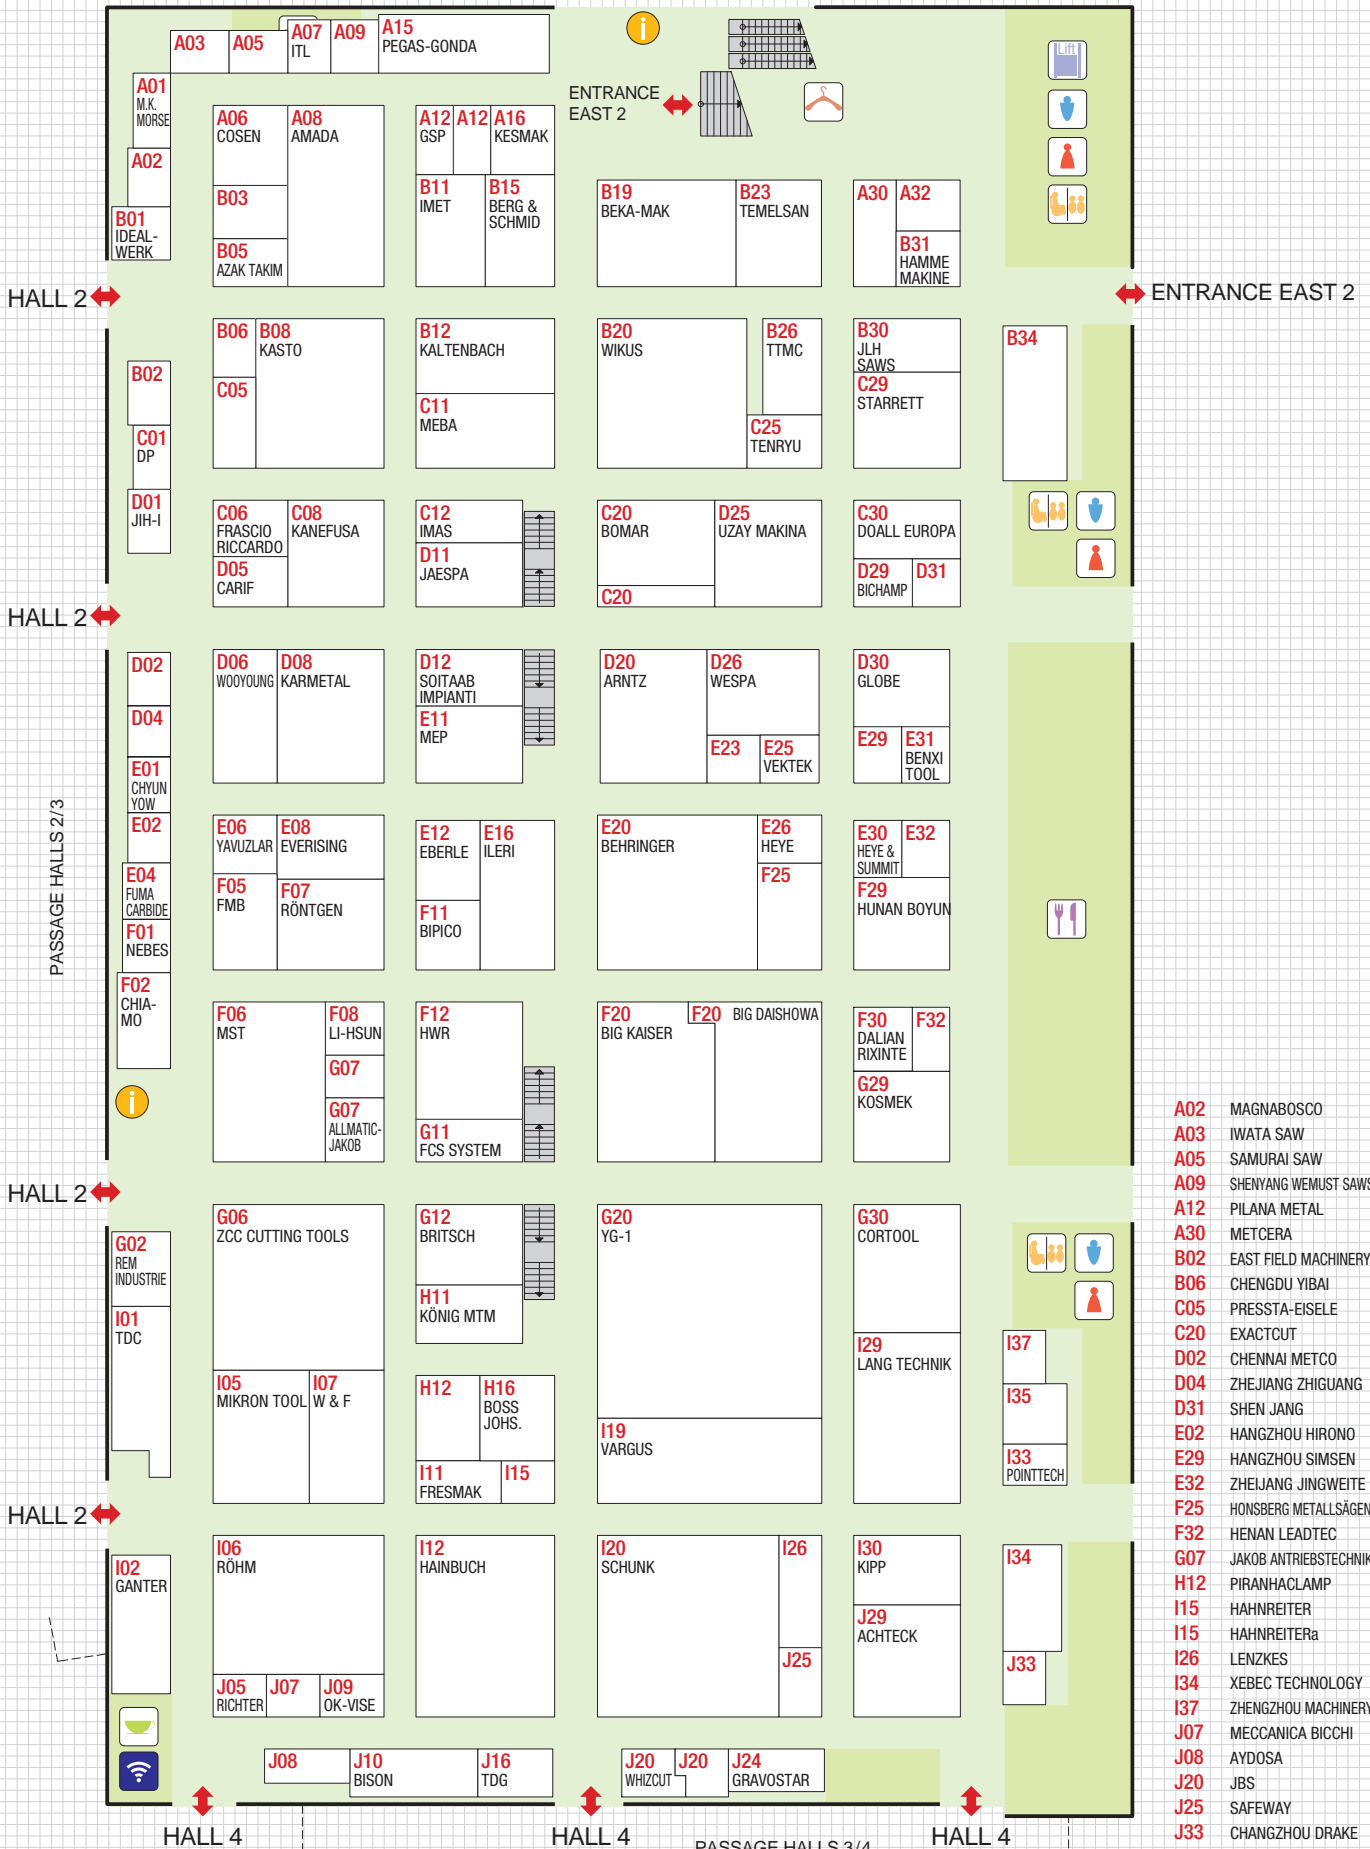 A03
A05
A07
ITL
A09
A15
PEGAS-GONDA
i
Lift
A01
M.K.
MORSE
A02
B01
IDEAL-
WERK
A06
COSEN
A08
AMADA
B03
B05
AZAK TAKIM
A12
GSP
A12
A16
KESMAK
B11
IMET
B15
BERG &
SCHMID
ENTRANCE
EAST 2
B19
BEKA-MAK
B23
TEMELSAN
A30
A32
B31
HAMME
MAKINE
HALL 2
ENTRANCE EAST 2
B02
C01
DP
D01
JIH-I
B06
B08
KASTO
C05
B12
KALTENBACH
C11
MEBA
B20
WIKUS
B26
TTMC
C25
TENRYU
B30
JLH
SAWS
C29
STARRETT
B34
C06
FRASCIO
RICCARDO
C08
KANEFUSA
D05
CARIF
C12
IMAS
D11
JAESPA
C20
BOMAR
C20
D25
UZAY MAKINA
C30
DOALL EUROPA
D29
BICHAMP
D31
HALL 2
D02
D04
E01
CHYUN
YOW
E02
E04
FUMA
CARBIDE
F01
NEBES
F02
CHIA-
MO
i
PASSAGE HALLS 2/3
D06
WOOYOUNG
D08
KARMETAL
D12
SOITAAB
IMPIANTI
E11
MEP
D20
ARNTZ
D26
WESPA
E23
E25
VEKTEK
D30
GLOBE
E29
E31
BENXI
TOOL
E06
YAVUZLAR
E08
EVERISING
F05
FMB
F07
RÖNTGEN
E12
EBERLE
E16
ILERI
F11
BIPICO
E20
BEHRINGER
E26
HEYE
F25
E30
HEYE &
SUMMIT
E32
F29
HUNAN BOYUN
F06
MST
F08
LI-HSUN
G07
G07
ALLMATIC-
JAKOB
F12
HWR
G11
FCS SYSTEM
F20
BIG KAISER
F20 BIG DAISHOWA
F30
DALIAN
RIXINTE
F32
G29
KOSMEK
HALL 2
G02
REM
INDUSTRIE
I01
TDC
G06
ZCC CUTTING TOOLS
I05
MIKRON TOOL
I07
W & F
G12
BRITSCH
H11
KÖNIG MTM
H12
H16
BOSS
JOHS.
I11
FRESMAK
I15
G20
YG-1
I19
VARGUS
G30
CORTOOL
I29
LANG TECHNIK
I37
I35
I33
POINTTECH
HALL 2
I02
GANTER
I06
RÖHM
J05
RICHTER
J07
J09
OK-VISE
I12
HAINBUCH
I20
SCHUNK
I26
J25
I30
KIPP
J29
ACHTECK
I34
J33
J08
J10
BISON
J16
TDG
J20
WHIZCUT
J20
J24
GRAVOSTAR
HALL 4
HALL 4
HALL 4
PASSAGE HALLS 3/4
A02 MAGNABOSCO
A03 IWATA SAW
A05 SAMURAI SAW
A09 SHENYANG WEMUST SAWS
A12 PILANA METAL
A30 METCERA
B02 EAST FIELD MACHINERY
B06 CHENGDU YIBAI
C05 PRESSTA-EISELE
C20 EXACTCUT
D02 CHENNAI METCO
D04 ZHEJIANG ZHIGUANG
D31 SHEN JANG
E02 HANGZHOU HIRONO
E29 HANGZHOU SIMSEN
E32 ZHEIJANG JINGWEITE
F25 HONSBERG METALLSÄGEN
F32 HENAN LEADTEC
G07 JAKOB ANTRIEBSTECHNIK
H12 PIRANHACLAMP
I15 HAHNREITER
I15 HAHNREITERa
I26 LENZKES
I34 XEBEC TECHNOLOGY
I37 ZHENGZHOU MACHINERY
J07 MECCANICA BICCHI
J08 AYDOSA
J20 JBS
J25 SAFEWAY
J33 CHANGZHOU DRAKE